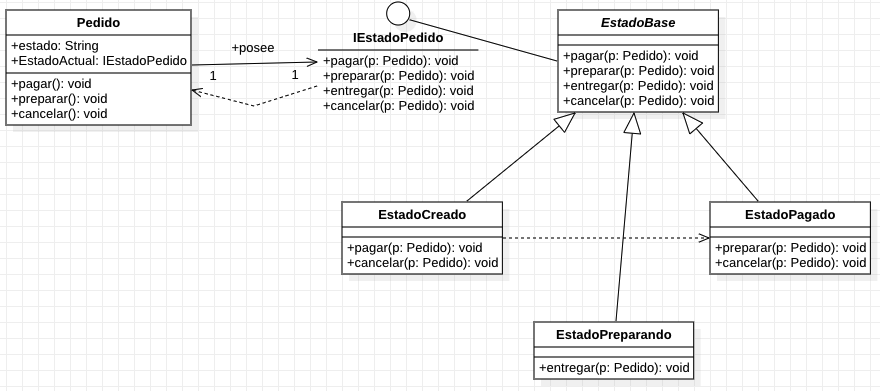 Pedido
+estado: String
+EstadoActual: IEstadoPedido
+pagar(): void
+preparar(): void
+cancelar(): void
+posee
1
1
IEstadoPedido
+pagar(p: Pedido): void
+preparar(p: Pedido): void
+entregar(p: Pedido): void
+cancelar(p: Pedido): void
EstadoBase
+pagar(p: Pedido): void
+preparar(p: Pedido): void
+entregar(p: Pedido): void
+cancelar(p: Pedido): void
EstadoCreado
+pagar(p: Pedido): void
+cancelar(p: Pedido): void
EstadoPagado
+preparar(p: Pedido): void
+cancelar(p: Pedido): void
EstadoPreparando
+entregar(p: Pedido): void